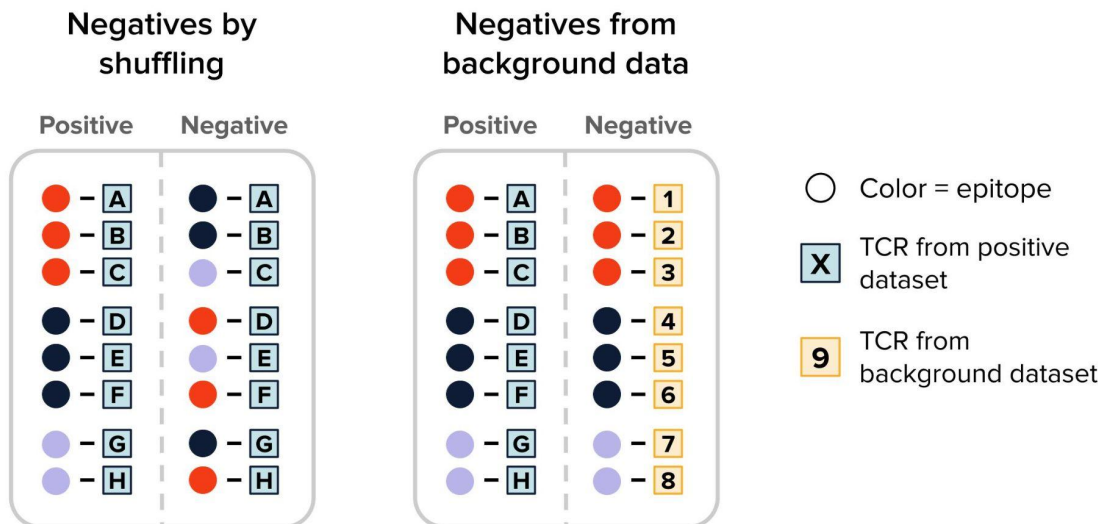 Negatives by
shuffling
Positive Negative
A A
B B
C C
D D
E E
F F
G G
H H
Negatives from
background data
Positive Negative
A 1
B 2
C 3
D 4
E 5
F 6
G 7
H 8
Color = epitope
X TCR from positive
dataset
9 TCR from
background dataset